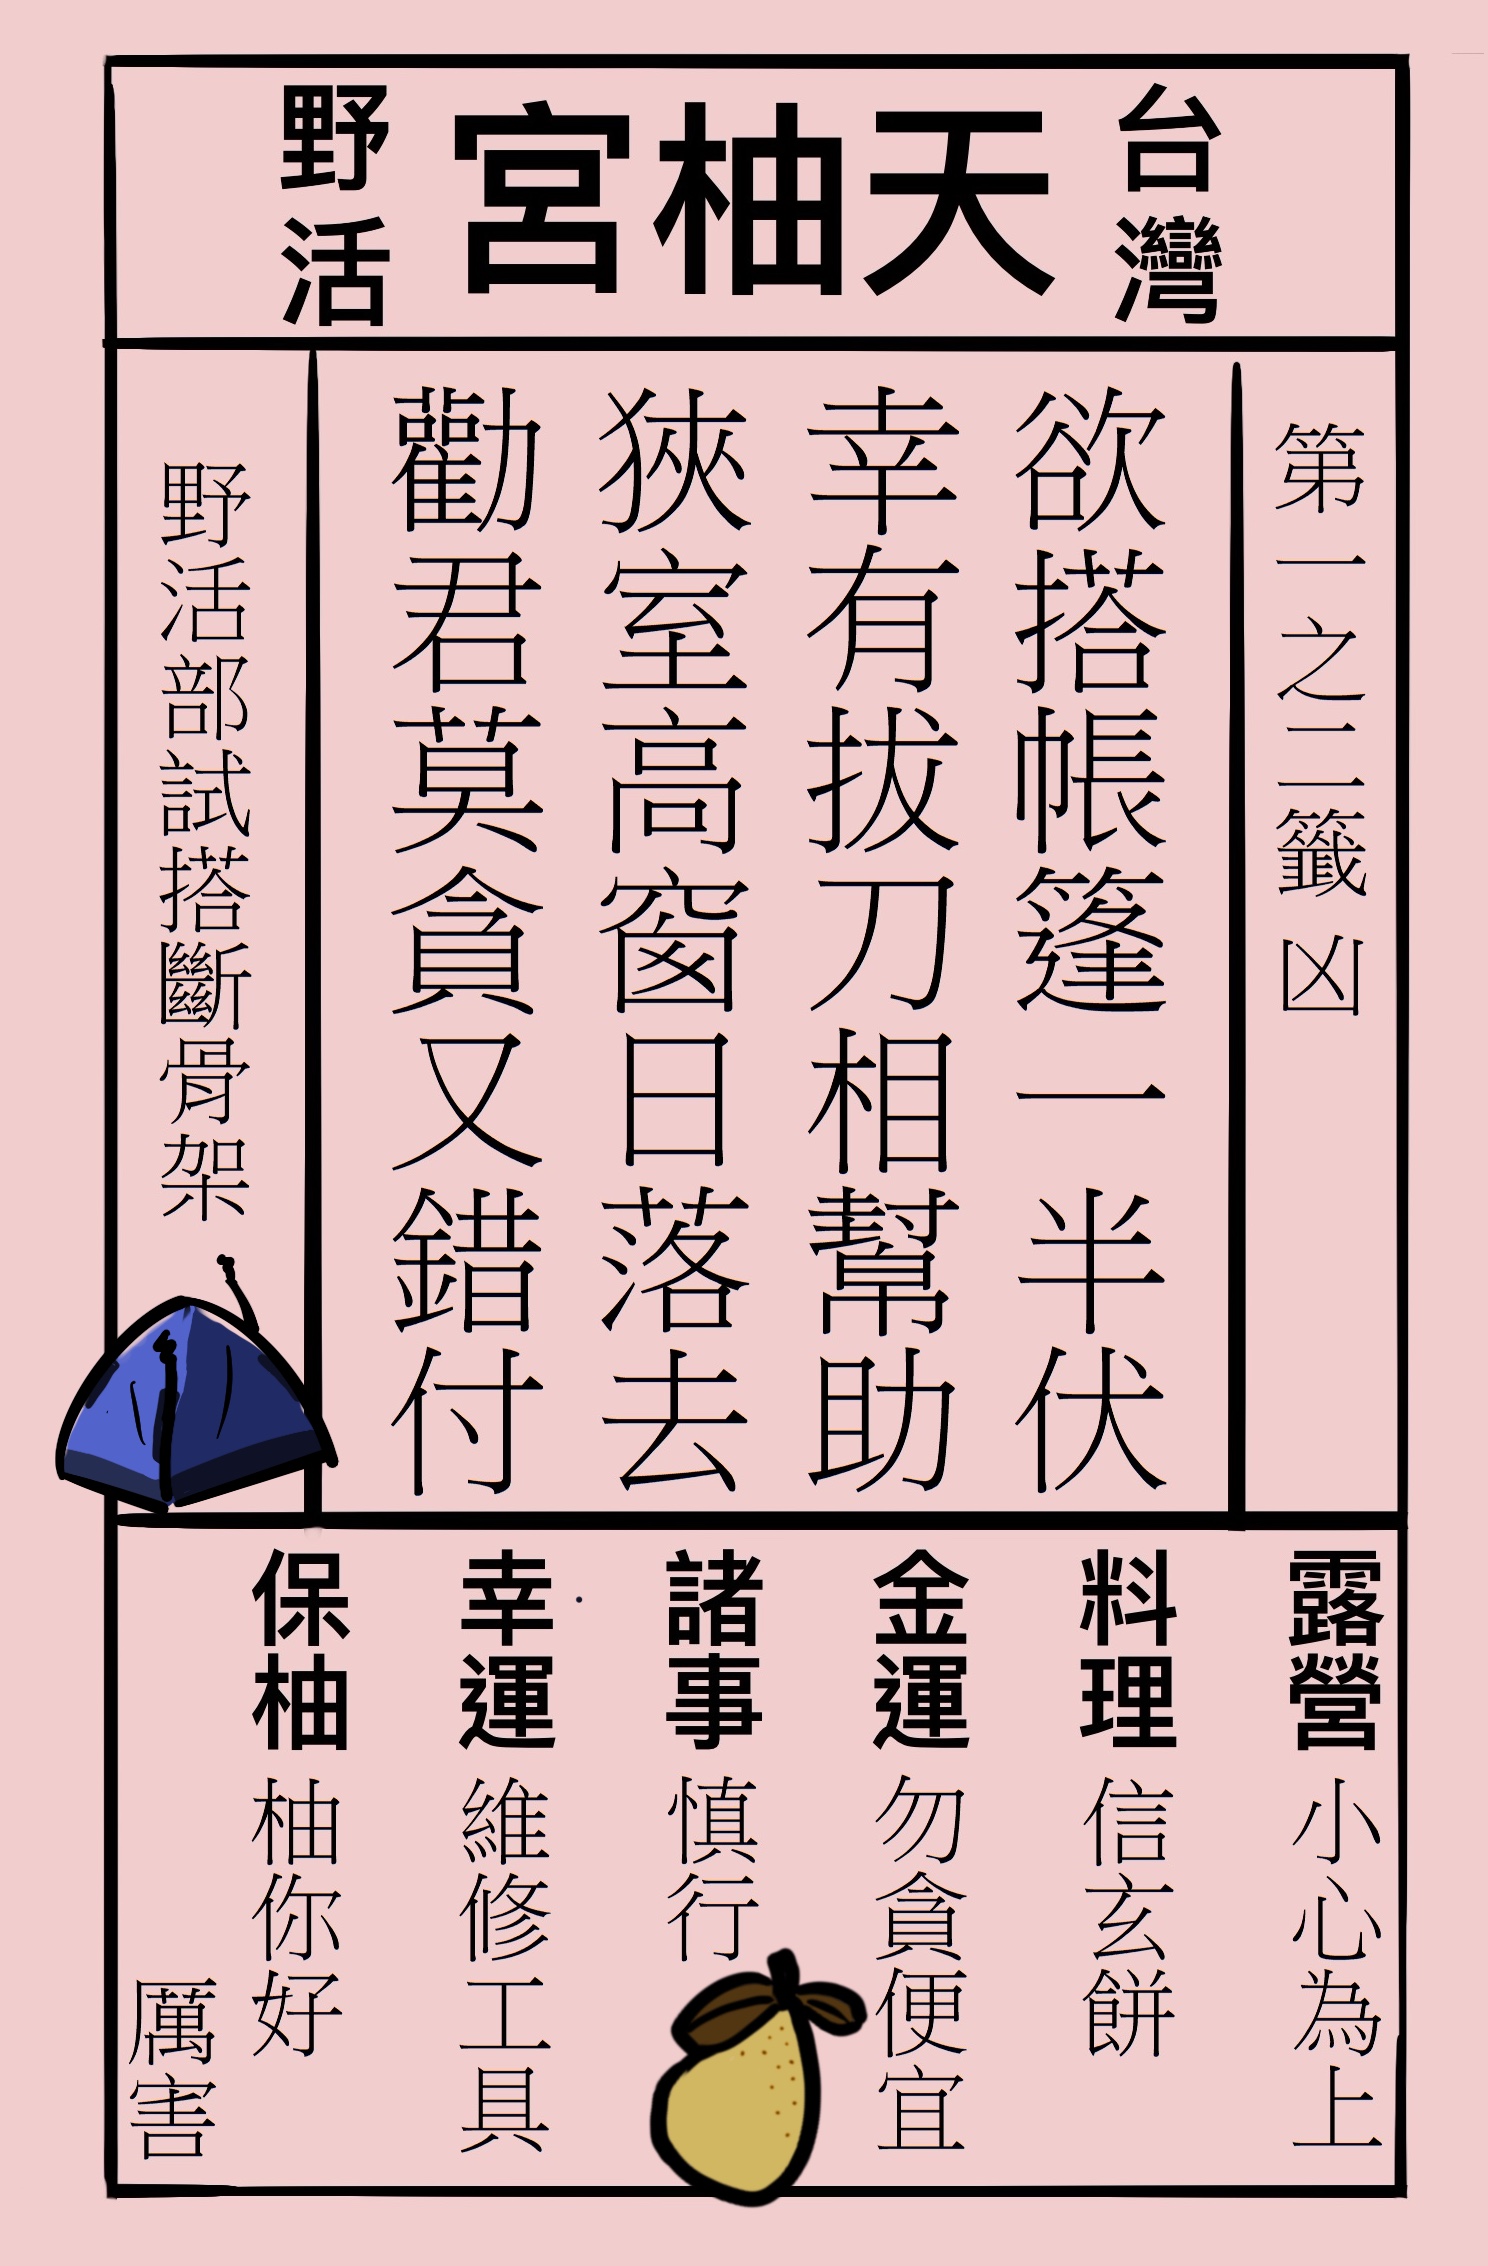 台灣
天柚宮
野活
第一之二籤 凶
欲搭帳篷一半伏
幸有拔刀相幫助
狹室高窗日落去
勸君莫貪又錯付
野活部試搭斷骨架
露營 小心為上
料理 信玄餅
金運 勿貪便宜
諸事 慎行
幸運 維修工具
保柚 柚你好
厲害